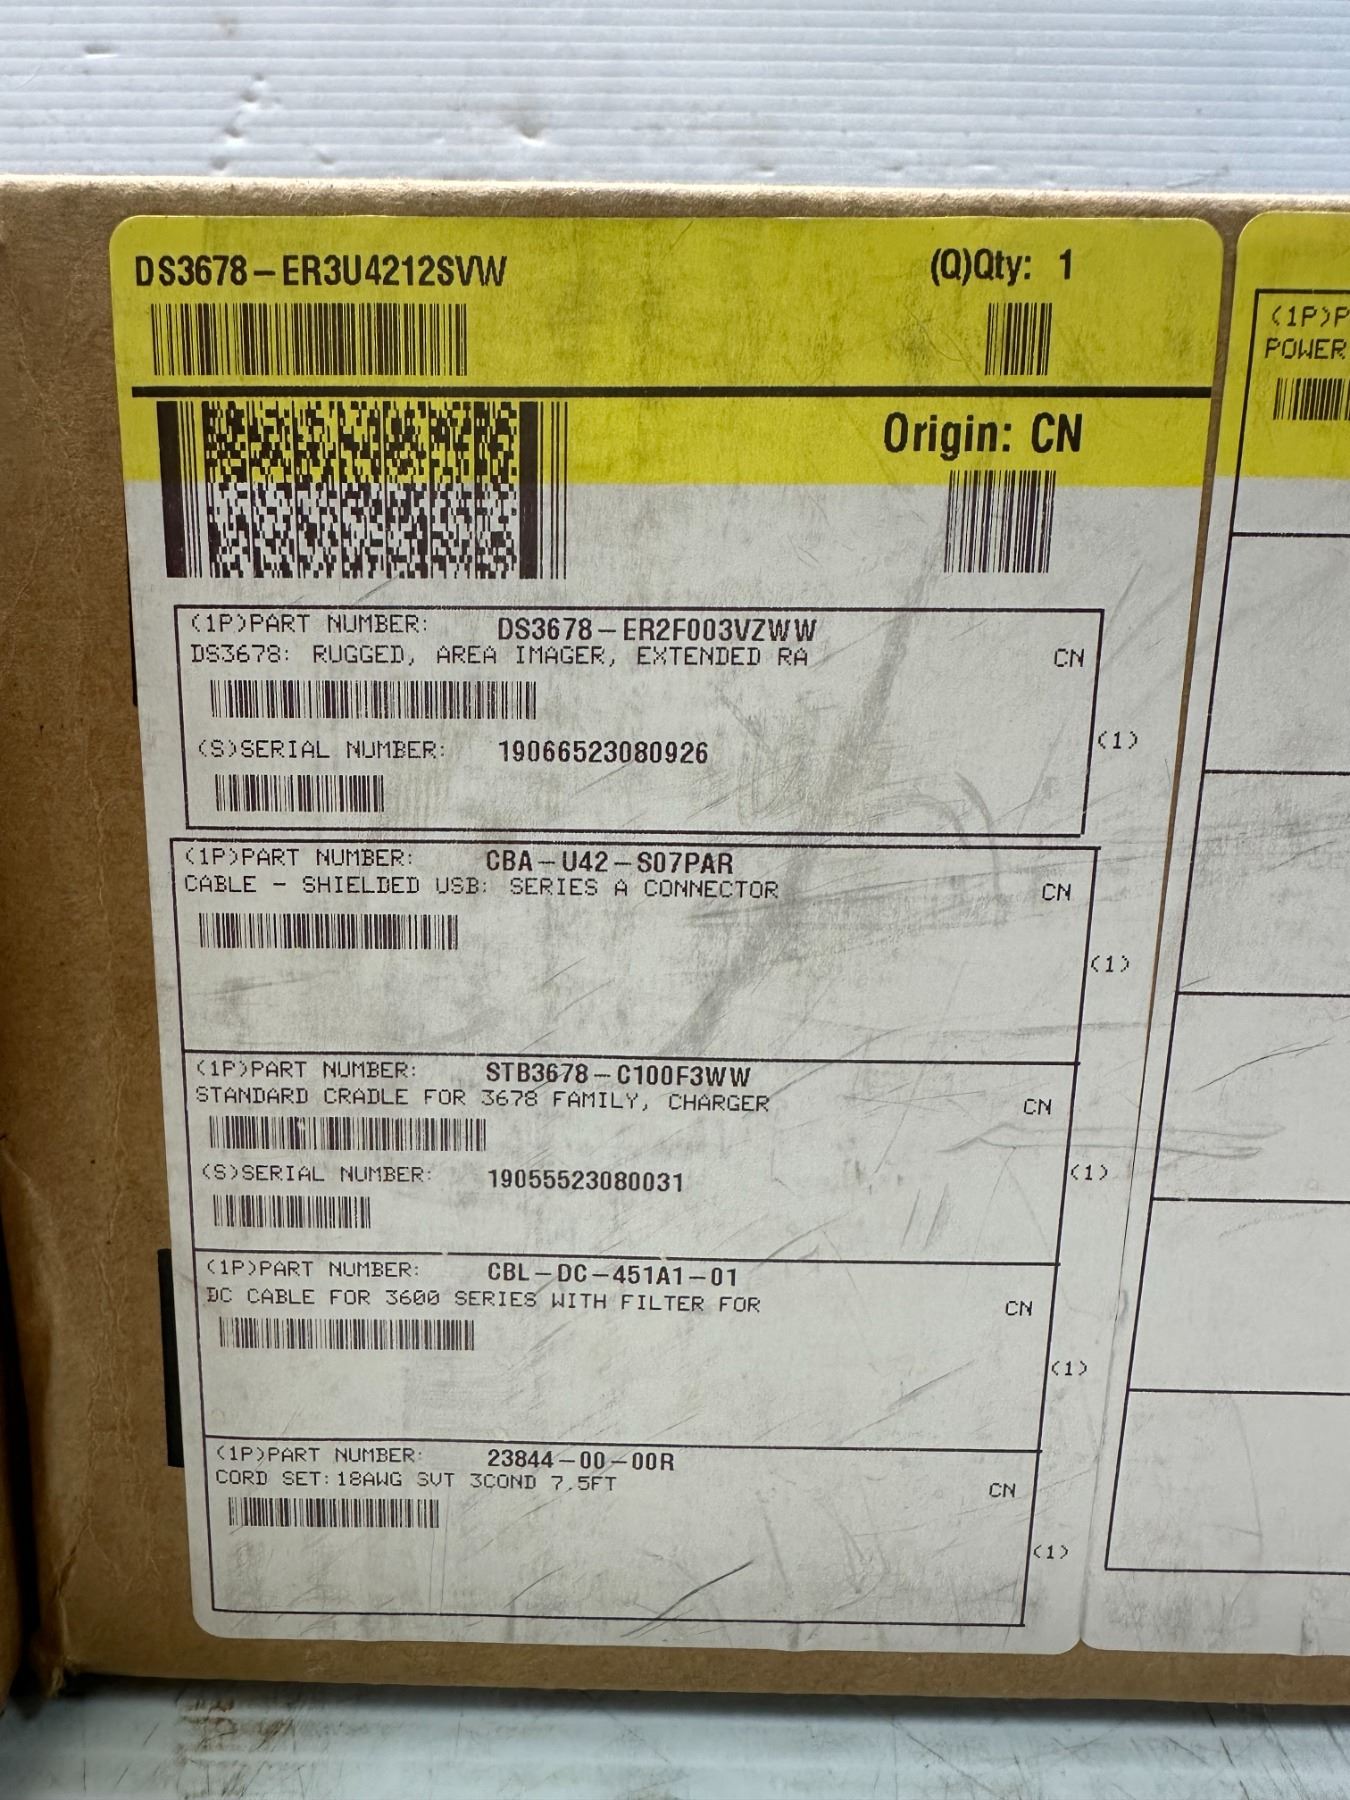 DS3678-ER3U4212SVW
(Q)Qty: 1
Origin: CN
(1P)PART NUMBER: DS3678-ER2F003VZWW
DS3678: RUGGED, AREA IMAGER, EXTENDED RA CN
(S)SERIAL NUMBER: 19066523080926
(1)
(1P)PART NUMBER: CBA-U42-S07PAR
CABLE - SHIELDED USB: SERIES A CONNECTOR CN
(1)
(1P)PART NUMBER: STB3678-C100F3WW
STANDARD CRADLE FOR 3678 FAMILY, CHARGER CN
(S)SERIAL NUMBER: 19055523080031
(1)
(1P)PART NUMBER: CBL-DC-451A1-01
DC CABLE FOR 3600 SERIES WITH FILTER FOR CN
(1)
(1P)PART NUMBER: 23844-00-00R
CORD SET:18AWG SVT 3COND 7.5FT CN
(1)
(1P)P
POWER